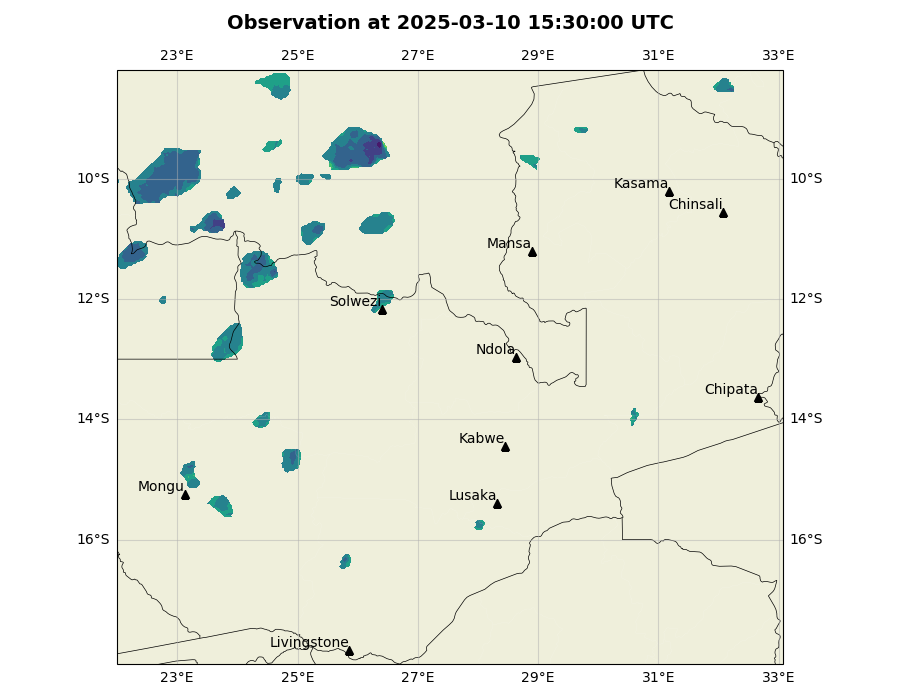 Observation at 2025-03-10 15:30:00 UTC
23°E 25°E 27°E 29°E 31°E 33°E
10°S 10°S
Kasama
Chinsali
Mansa
12°S 12°S
Solwezi
Ndola
Chipata
14°S 14°S
Kabwe
Mongu
Lusaka
16°S 16°S
Livingstone
23°E 25°E 27°E 29°E 31°E 33°E